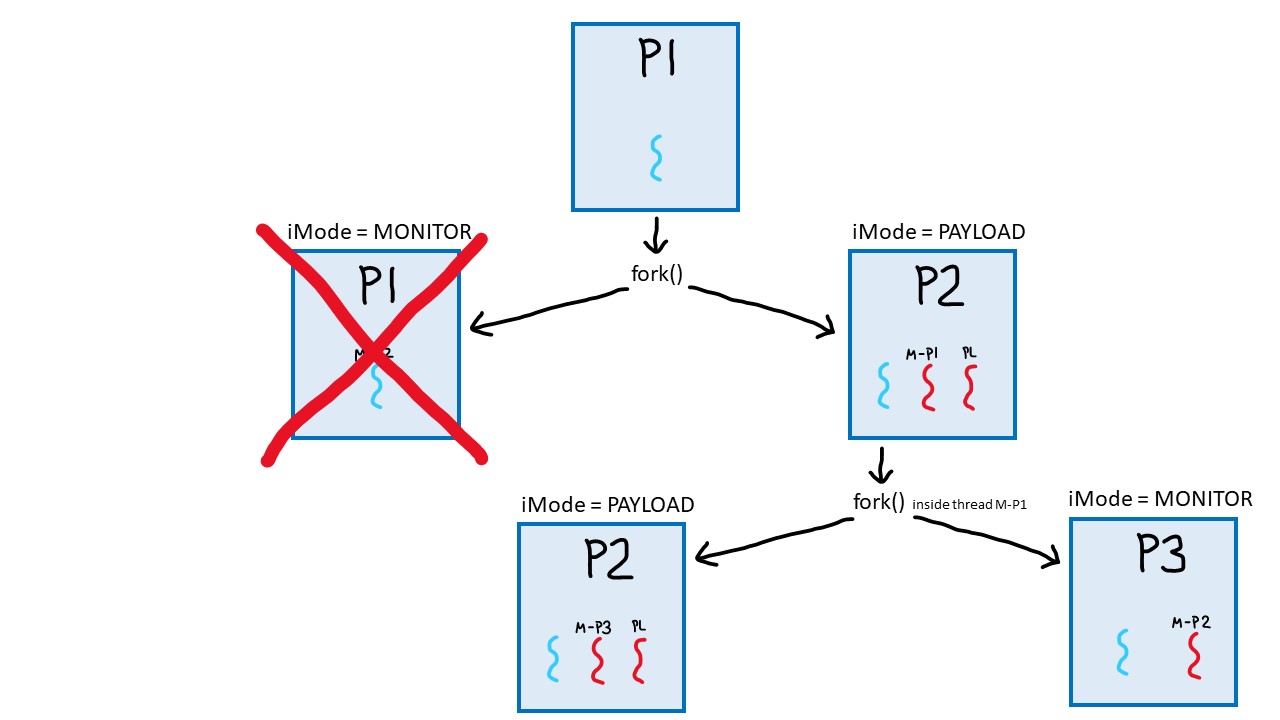 P1
fork()
iMode = MONITOR
P1
iMode = PAYLOAD
P2
M-P1 PL
fork() inside thread M-P1
iMode = PAYLOAD
P2
M-P3 PL
iMode = MONITOR
P3
M-P2